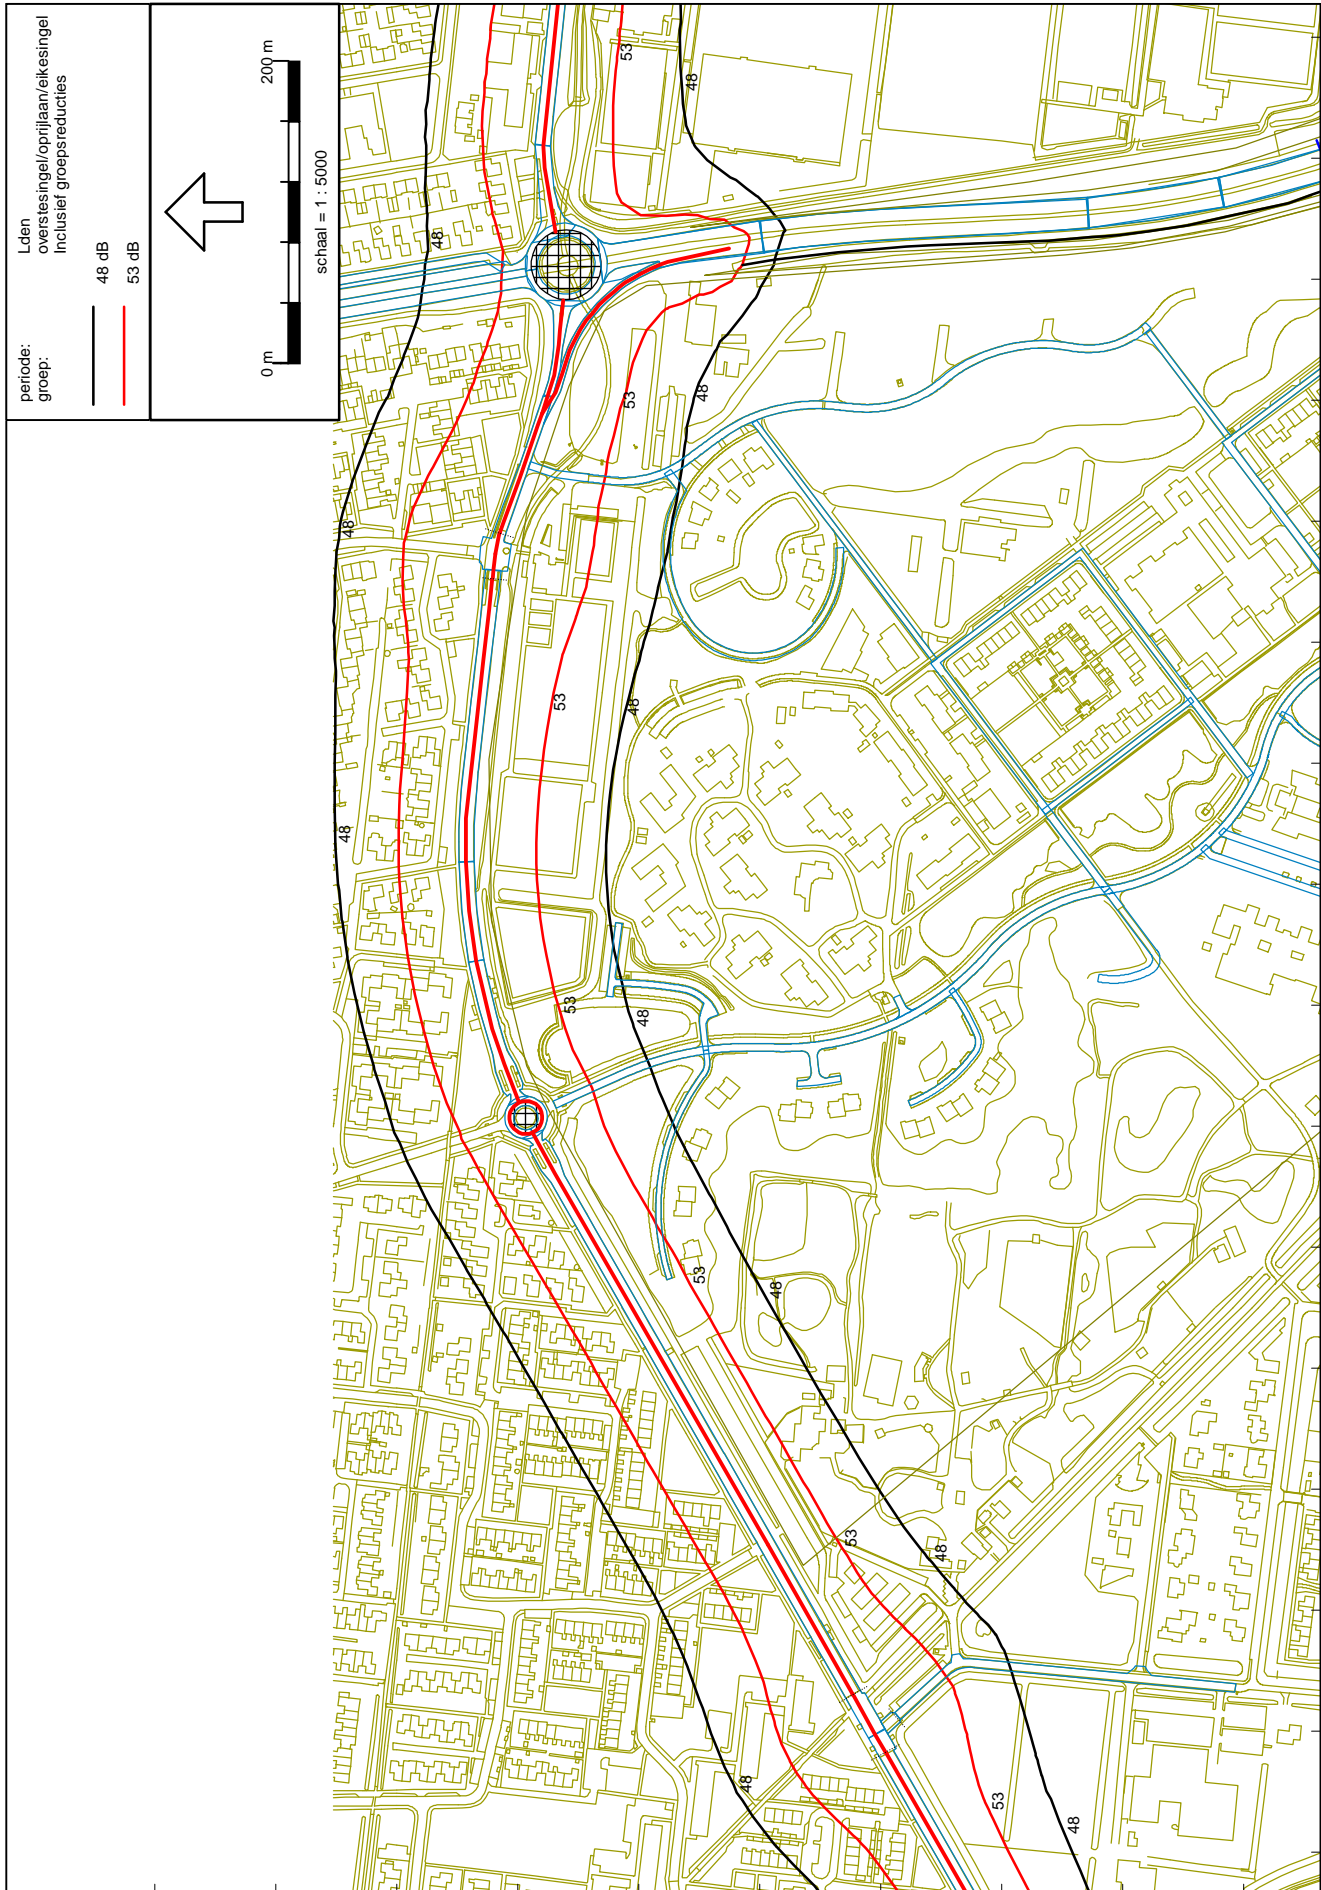 periode: Lden
groep: overstesingel/oprijlaan/eikesingel
Inclusief groepsreducties
48 dB
53 dB
0 m 200 m
schaal = 1 : 5000
53
48
48
53
48
48
53
48
48
53
48
53
48
53
48
48
53
48